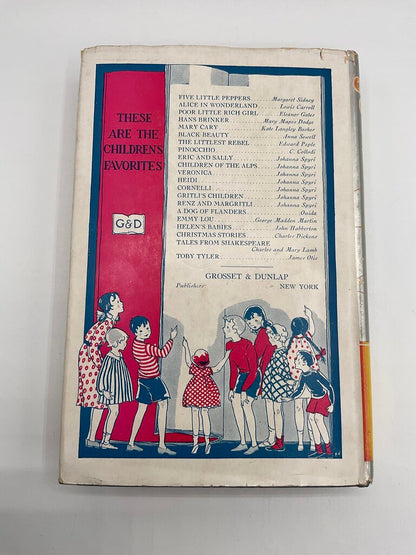 THESE
ARE THE
CHILDREN'S
FAVORITES
G&D
FIVE LITTLE PEPPERS Margaret Sidney
ALICE IN WONDERLAND Lewis Carroll
POOR LITTLE RICH GIRL Eleanor Gates
HANS BRINKER Mary Mapes Dodge
MARY CARY Kate Langley Bosher
BLACK BEAUTY Anna Sewell
THE LITTLEST REBEL Edward Peple
PINOCCHIO C. Collodi
ERIC AND SALLY Johanna Spyri
CHILDREN OF THE ALPS Johanna Spyri
VERONICA Johanna Spyri
HEIDI Johanna Spyri
CORNELLI Johanna Spyri
GRITLI'S CHILDREN Johanna Spyri
RENZ AND MARGRITLI Johanna Spyri
A DOG OF FLANDERS Ouida
EMMY LOU George Madden Martin
HELEN'S BABIES John Habberton
CHRISTMAS STORIES Charles Dickens
TALES FROM SHAKESPEARE
Charles and Mary Lamb
TOBY TYLER James Otis
GROSSET & DUNLAP
Publishers NEW YORK